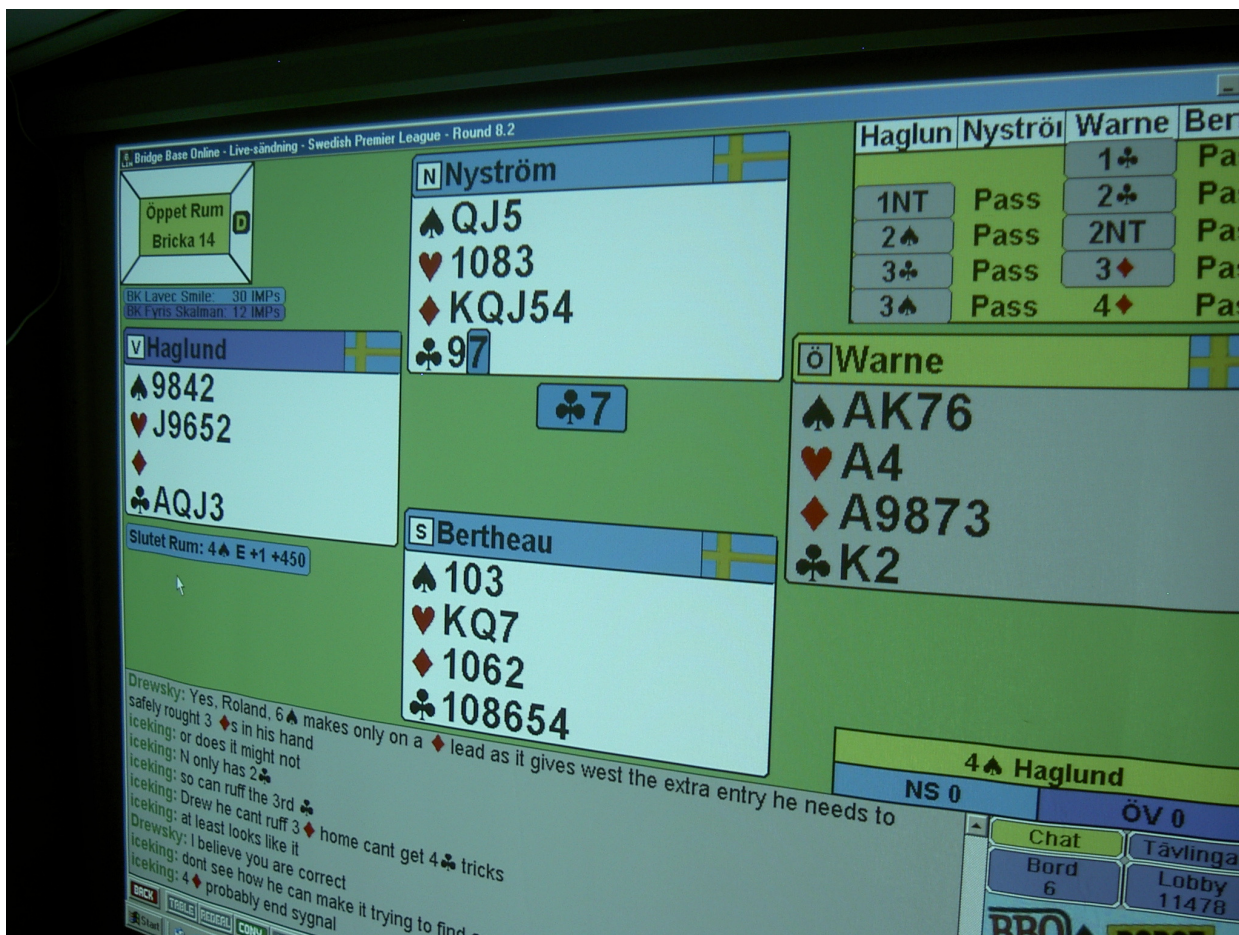 Bridge Base Online - Live-sändning - Swedish Premier League - Round 8.2
Öppet Rum
Bricka 14
D
BK Lavec Smile: 30 IMPs
BK Fyris Skalman: 12 IMPs
N Nyström
♠ QJ5
♥ 1083
♦ KQJ54
♣ 97
Haglun Nyströ Warne Ber
1♣ Pa
1NT Pass 2♣ Pa
2♠ Pass 2NT Pa
3♣ Pass 3♦ Pa
3♠ Pass 4♦ Pa
V Haglund
♠ 9842
♥ J9652
♦
♣ AQJ3
♣7
Ö Warne
♠ AK76
♥ A4
♦ A9873
♣ K2
Slutet Rum: 4♠ E +1 +450
S Bertheau
♠ 103
♥ KQ7
♦ 1062
♣ 108654
Drewsky: Yes, Roland, 6♠ makes only on a ♦ lead as it gives west the extra entry he needs to
safely rought 3 ♦s in his hand
iceking: or does it might not
iceking: N only has 2♣
iceking: so can ruff the 3rd ♣
iceking: Drew he cant ruff 3♦ home cant get 4♣ tricks
iceking: at least looks like it
Drewsky: I believe you are correct
iceking: dont see how he can make it trying to find
iceking: 4♦ probably end sygnal
4♠ Haglund
NS 0
ÖV 0
Chat
Tävlinga
Bord
6
Lobby
11478
BACK
TABLE
REDEAL
CONV
Start
BBO